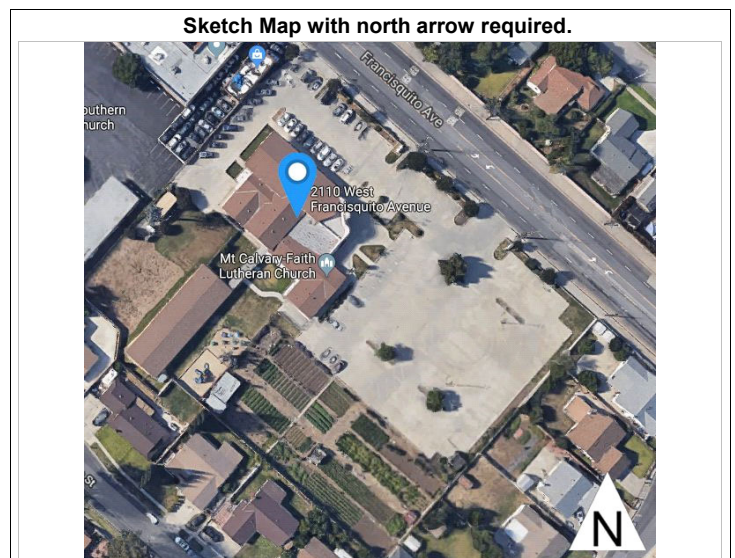 Sketch Map with north arrow required.
Francisquito Ave
outhern
hurch
2110 West
Francisquito Avenue
Mt Calvary-Faith
Lutheran Church
St
N